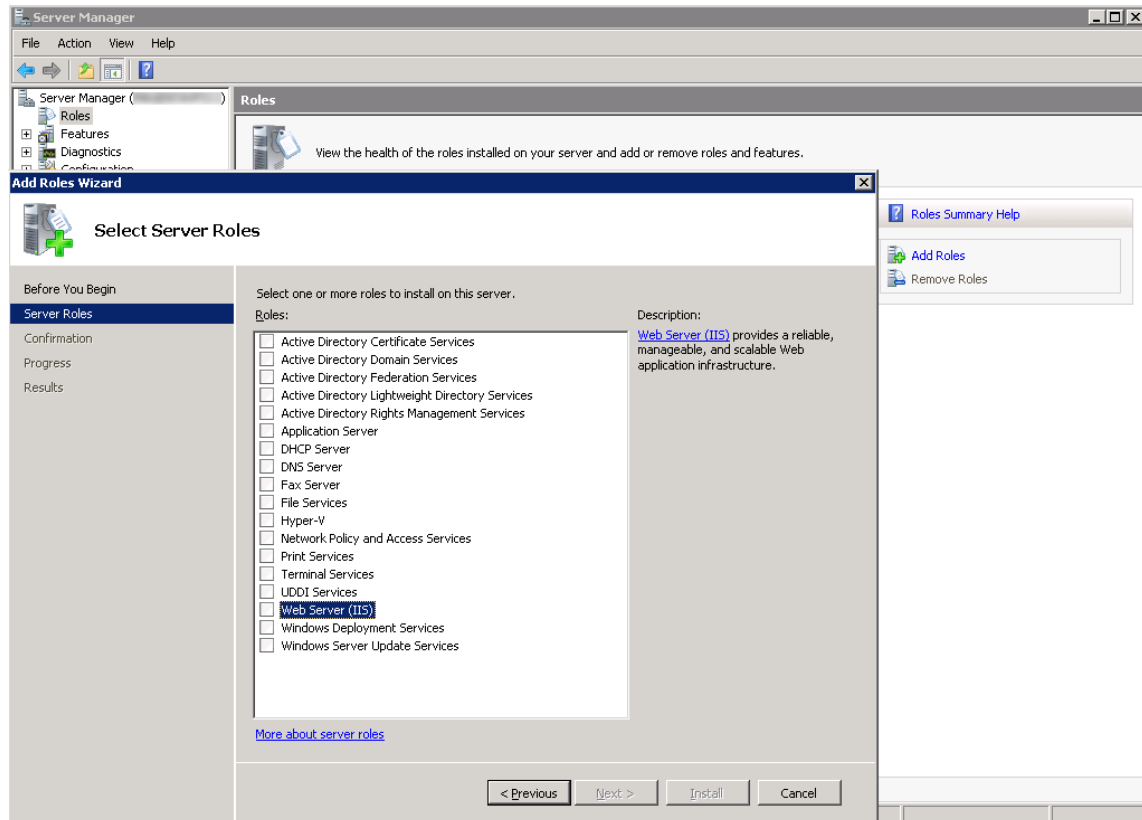 Server Manager
File Action View Help
Server Manager ( )
Roles
Features
Diagnostics
Configuration
Roles
View the health of the roles installed on your server and add or remove roles and features.
Roles Summary Help
Add Roles
Remove Roles
Add Roles Wizard
Select Server Roles
Before You Begin
Server Roles
Confirmation
Progress
Results
Select one or more roles to install on this server.
Roles:
Active Directory Certificate Services
Active Directory Domain Services
Active Directory Federation Services
Active Directory Lightweight Directory Services
Active Directory Rights Management Services
Application Server
DHCP Server
DNS Server
Fax Server
File Services
Hyper-V
Network Policy and Access Services
Print Services
Terminal Services
UDDI Services
Web Server (IIS)
Windows Deployment Services
Windows Server Update Services
More about server roles
Description:
Web Server (IIS) provides a reliable,
manageable, and scalable Web
application infrastructure.
< Previous
Next >
Install
Cancel